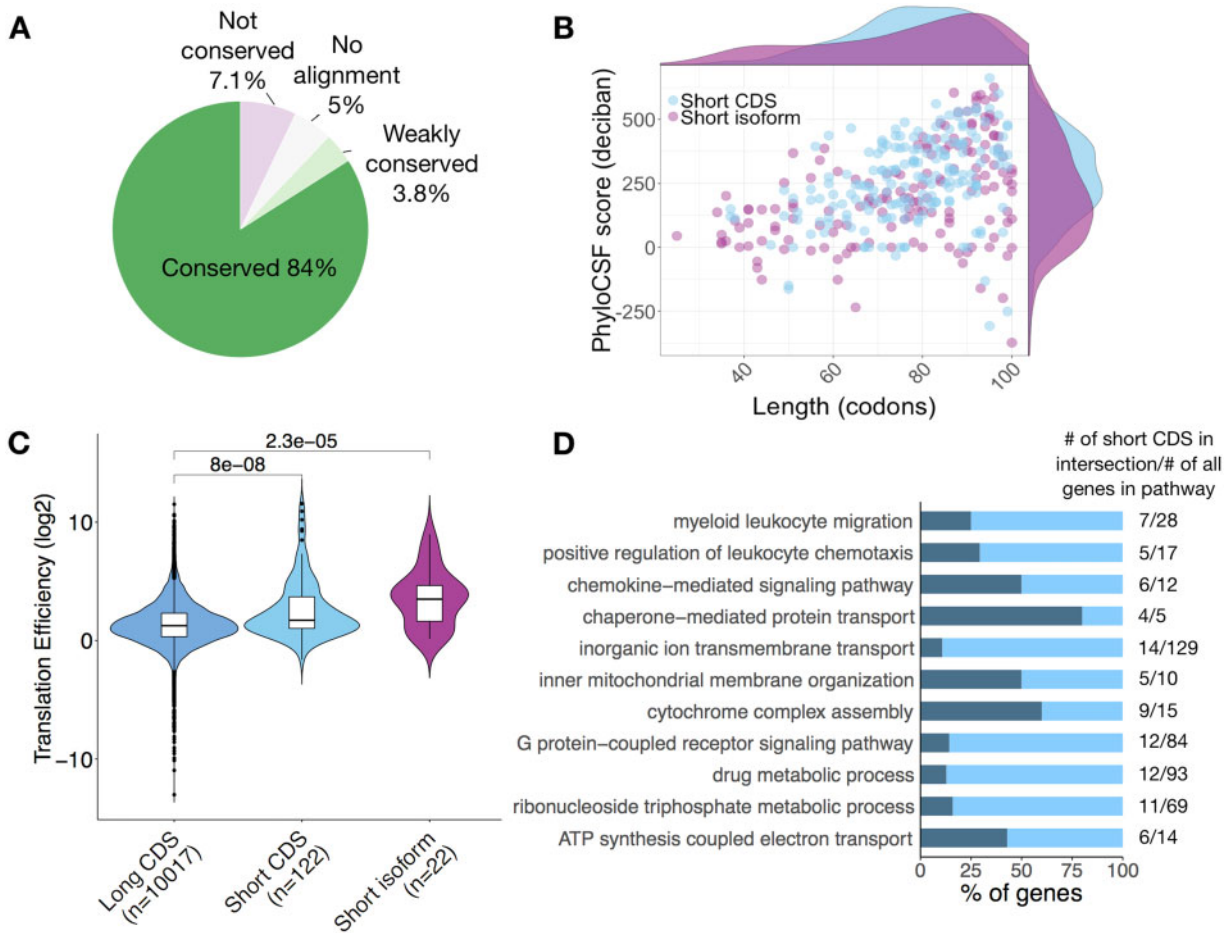 A
Not
conserved
7.1%
No
alignment
5%
Weakly
conserved
3.8%
Conserved 84%
B
Short CDS
Short isoform
PhyloCSF score (deciban)
500
250
0
-250
40
60
80
100
Length (codons)
C
2.3e−05
8e−08
Translation Efficiency (log2)
10
0
−10
Long CDS
(n=10017)
Short CDS
(n=122)
Short isoform
(n=22)
D
# of short CDS in
intersection/# of all
genes in pathway
myeloid leukocyte migration 7/28
positive regulation of leukocyte chemotaxis 5/17
chemokine−mediated signaling pathway 6/12
chaperone−mediated protein transport 4/5
inorganic ion transmembrane transport 14/129
inner mitochondrial membrane organization 5/10
cytochrome complex assembly 9/15
G protein−coupled receptor signaling pathway 12/84
drug metabolic process 12/93
ribonucleoside triphosphate metabolic process 11/69
ATP synthesis coupled electron transport 6/14
0 25 50 75 100
% of genes